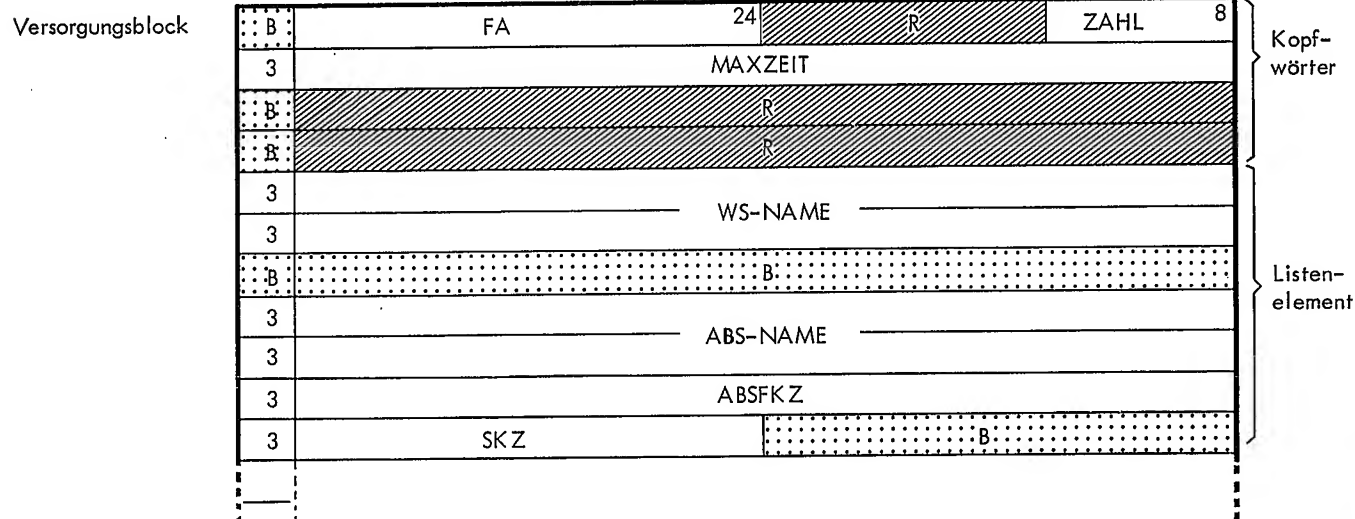 Versorgungsblock
B FA 24 R ZAHL 8
Kopf-
wörter
3 MAXZEIT
B R
B R
3
WS-NAME
3
B B
Listen-
element
3
ABS-NAME
3
3 ABSFKZ
3 SKZ B